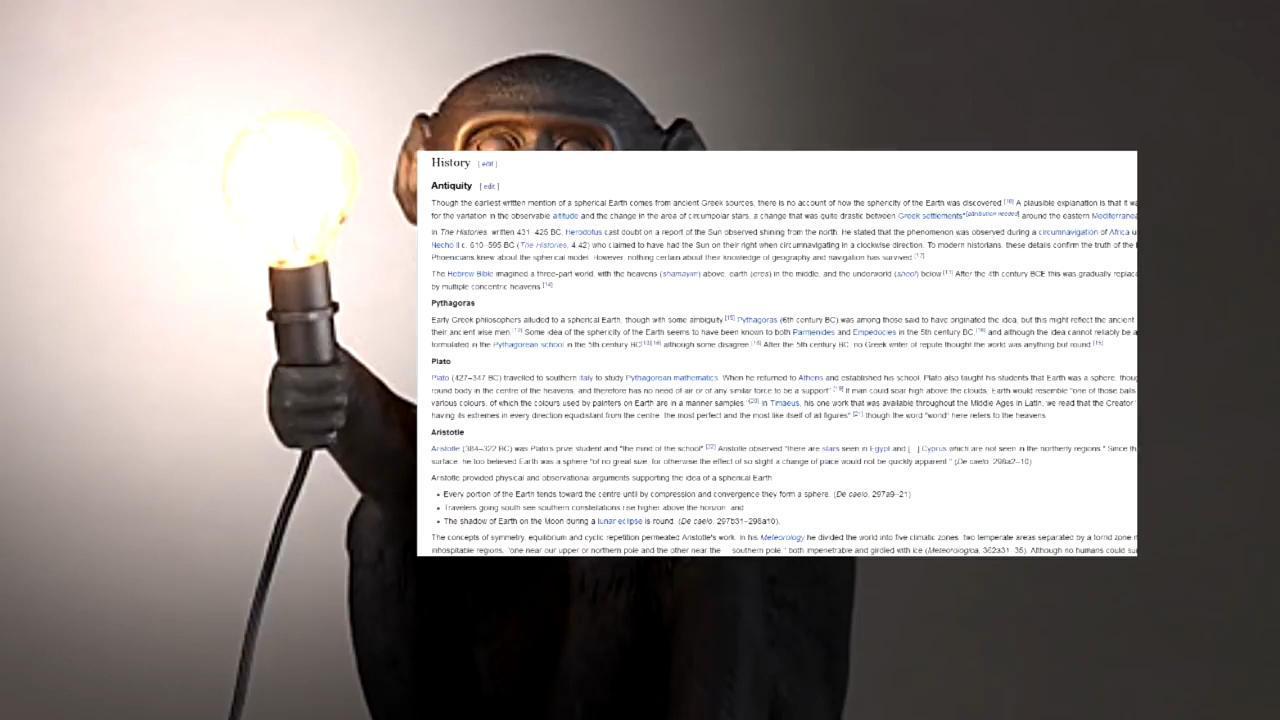 History [ edit ]
Antiquity [ edit ]
Though the earliest written mention of a spherical Earth comes from ancient Greek sources, there is no account of how the sphericity of the Earth was discovered.[10] A plausible explanation is that it wa
for the variation in the observable altitude and the change in the area of circumpolar stars, a change that was quite drastic between Greek settlements"[attribution needed] around the eastern Mediterranea
In The Histories, written 431–425 BC, Herodotus cast doubt on a report of the Sun observed shining from the north. He stated that the phenomenon was observed during a circumnavigation of Africa u
Necho II c. 610–595 BC (The Histories, 4.42) who claimed to have had the Sun on their right when circumnavigating in a clockwise direction. To modern historians, these details confirm the truth of the
Phoenicians knew about the spherical model. However, nothing certain about their knowledge of geography and navigation has survived.[12]
The Hebrew Bible imagined a three-part world, with the heavens (shamayim) above, earth (eres) in the middle, and the underworld (sheol) below.[13] After the 4th century BCE this was gradually replac
by multiple concentric heavens.[14]
Pythagoras
Early Greek philosophers alluded to a spherical Earth, though with some ambiguity.[15] Pythagoras (6th century BC) was among those said to have originated the idea, but this might reflect the ancient
their ancient wise men.[12] Some idea of the sphericity of the Earth seems to have been known to both Parmenides and Empedocles in the 5th century BC,[16] and although the idea cannot reliably be a
formulated in the Pythagorean school in the 5th century BC although some disagree. After the 5th century BC, no Greek writer of repute thought the world was anything but round.[15]
Plato
Plato (427–347 BC) travelled to southern Italy to study Pythagorean mathematics. When he returned to Athens and established his school, Plato also taught his students that Earth was a sphere, thoug
round body in the centre of the heavens, and therefore has no need of air or of any similar force to be a support".[19] If man could soar high above the clouds, Earth would resemble "one of those balls
various colours, of which the colours used by painters on Earth are in a manner samples."[20] In Timaeus, his one work that was available throughout the Middle Ages in Latin, we read that the Creator "
having its extremes in every direction equidistant from the centre, the most perfect and the most like itself of all figures",[21] though the word "world" here refers to the heavens.
Aristotle
Aristotle (384–322 BC) was Plato's prize student and "the mind of the school".[22] Aristotle observed "there are stars seen in Egypt and [...] Cyprus which are not seen in the northerly regions." Since th
surface, he too believed Earth was a sphere "of no great size, for otherwise the effect of so slight a change of place would not be quickly apparent." (De caelo, 298a2–10)
Aristotle provided physical and observational arguments supporting the idea of a spherical Earth
• Every portion of the Earth tends toward the centre until by compression and convergence they form a sphere. (De caelo, 297a9–21)
• Travelers going south see southern constellations rise higher above the horizon; and
• The shadow of Earth on the Moon during a lunar eclipse is round. (De caelo, 297b31–298a10).
The concepts of symmetry, equilibrium and cyclic repetition permeated Aristotle's work. In his Meteorology he divided the world into five climatic zones: two temperate areas separated by a torrid zone n
inhospitable regions, "one near our upper or northern pole and the other near the ... southern pole," both impenetrable and girdled with ice (Meteorologica, 362a31–35). Although no humans could su